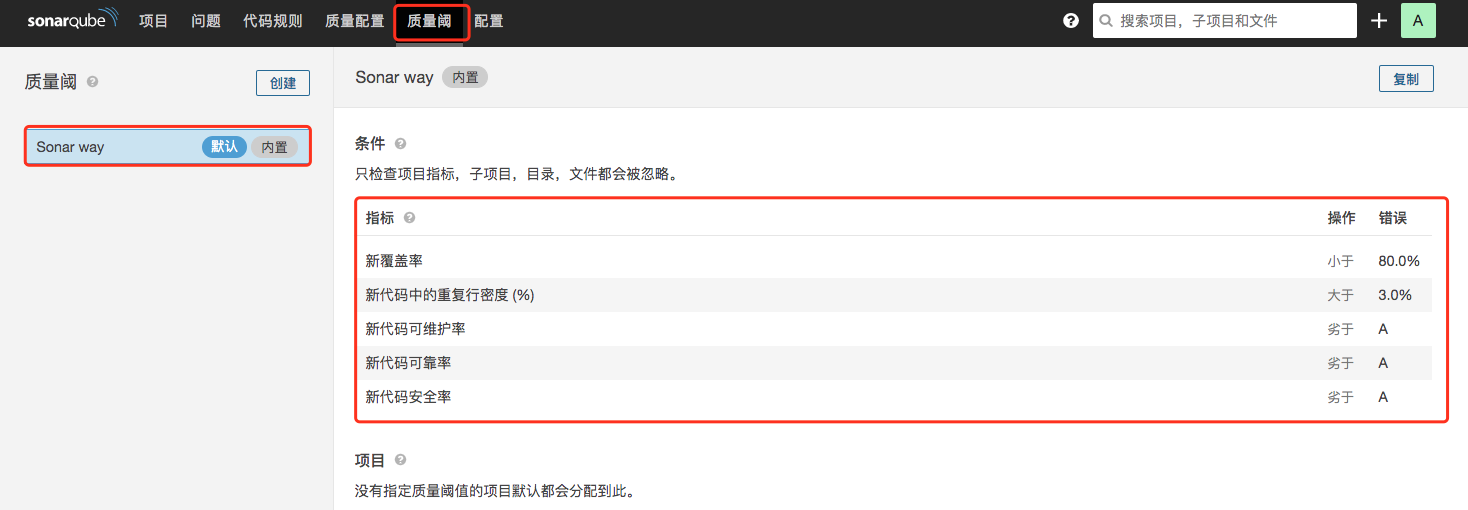 sonarqube 项目 问题 代码规则 质量配置 质量阈 配置 ? 搜索项目，子项目和文件 + A
质量阈 ? 创建
Sonar way 默认 内置
Sonar way 内置 复制
条件 ?
只检查项目指标，子项目，目录，文件都会被忽略。
指标 ? 操作 错误
新覆盖率 小于 80.0%
新代码中的重复行密度 (%) 大于 3.0%
新代码可维护率 劣于 A
新代码可靠率 劣于 A
新代码安全率 劣于 A
项目 ?
没有指定质量阈值的项目默认都会分配到此。